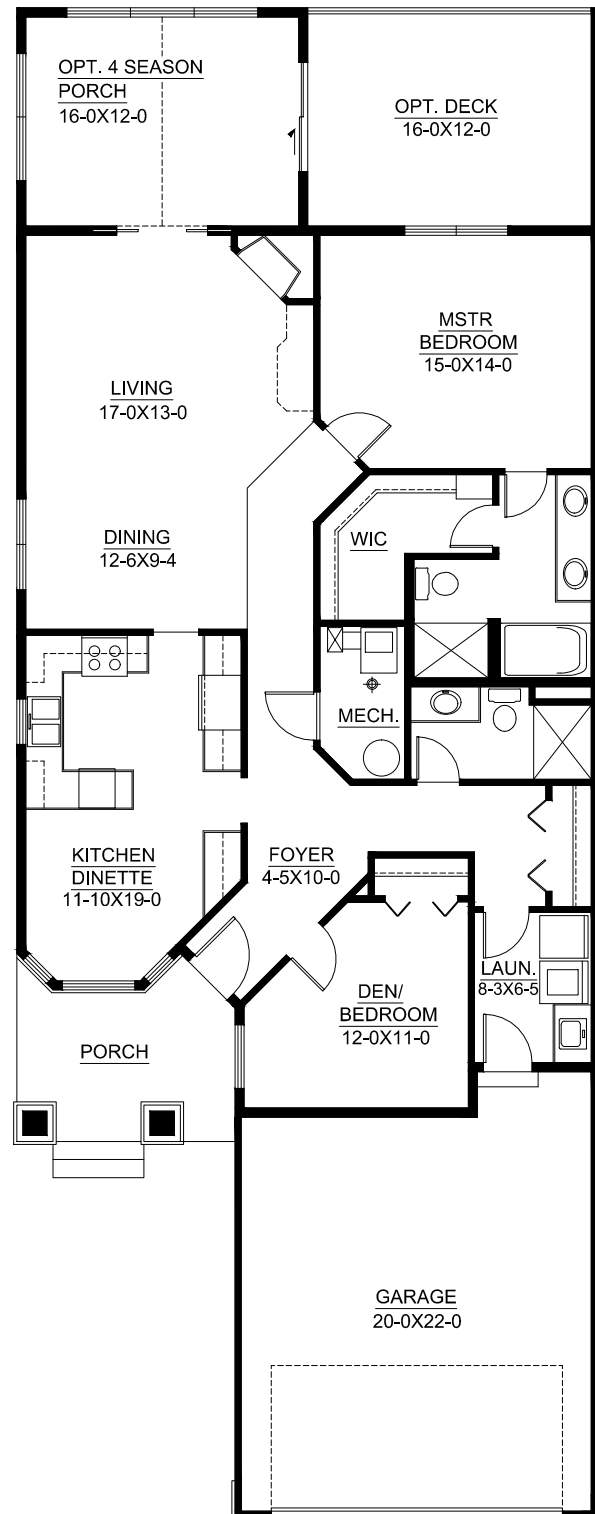 OPT. 4 SEASON
PORCH
16-0X12-0
OPT. DECK
16-0X12-0
MSTR
BEDROOM
15-0X14-0
LIVING
17-0X13-0
DINING
12-6X9-4
WIC
MECH.
KITCHEN
DINETTE
11-10X19-0
FOYER
4-5X10-0
LAUN.
8-3X6-5
DEN/
BEDROOM
12-0X11-0
PORCH
GARAGE
20-0X22-0